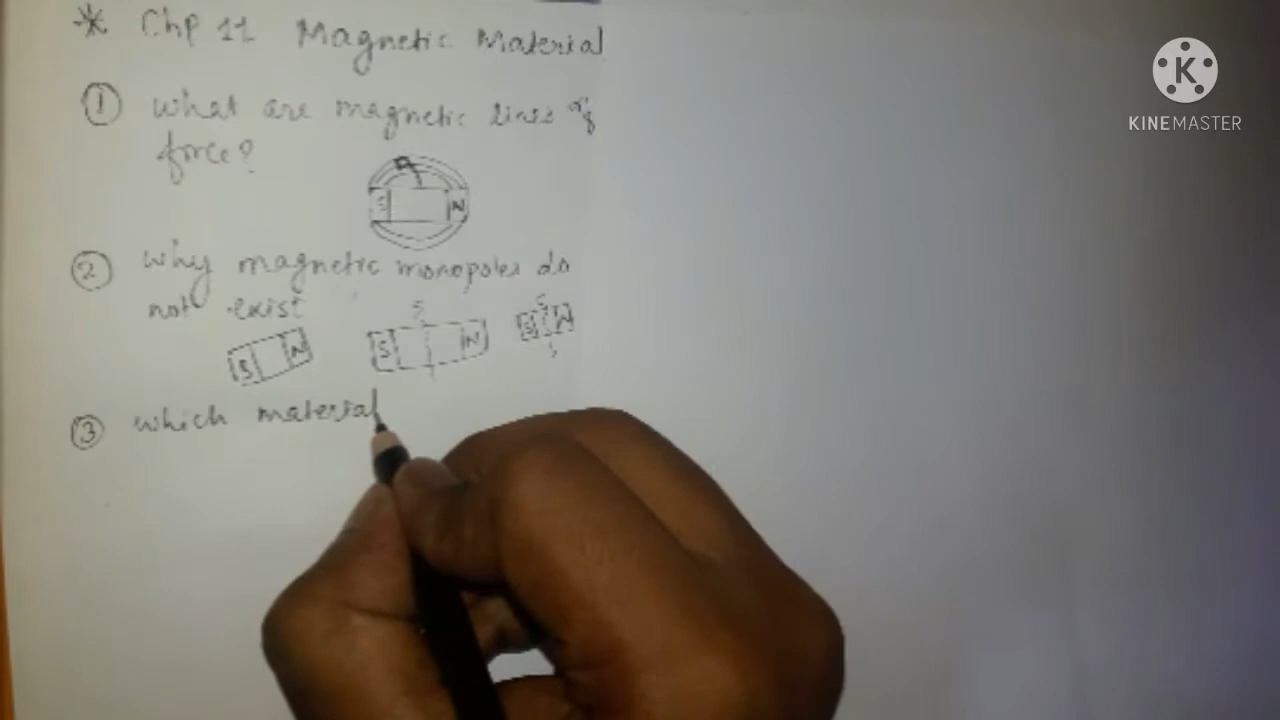 * Chp 11 Magnetic Material
① what are magnetic lines of
force?
S N
② why magnetic monopoles do
not exist
S N S N S N
③ which material
K
KINEMASTER